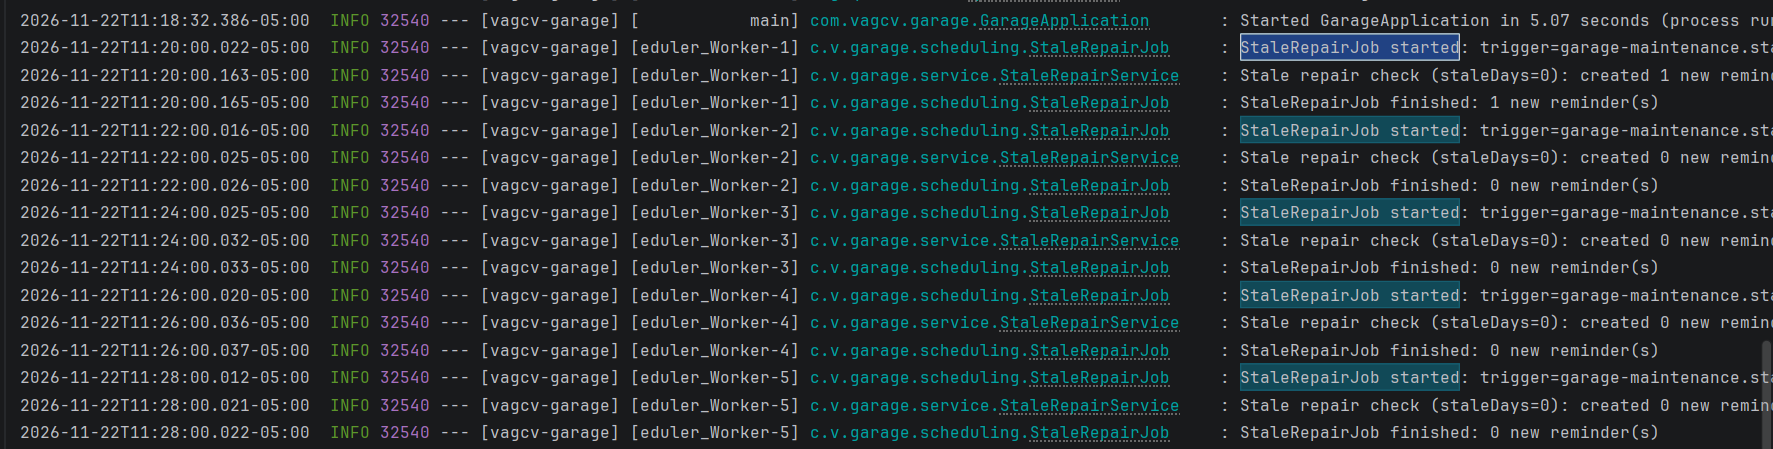 2026-11-22T11:18:32.386-05:00  INFO 32540 --- [vagcv-garage] [           main] com.vagcv.garage.GarageApplication       : Started GarageApplication in 5.07 seconds (process ru
2026-11-22T11:20:00.022-05:00  INFO 32540 --- [vagcv-garage] [eduler_Worker-1] c.v.garage.scheduling.StaleRepairJob     : StaleRepairJob started: trigger=garage-maintenance.sta
2026-11-22T11:20:00.163-05:00  INFO 32540 --- [vagcv-garage] [eduler_Worker-1] c.v.garage.service.StaleRepairService    : Stale repair check (staleDays=0): created 1 new remin
2026-11-22T11:20:00.165-05:00  INFO 32540 --- [vagcv-garage] [eduler_Worker-1] c.v.garage.scheduling.StaleRepairJob     : StaleRepairJob finished: 1 new reminder(s)
2026-11-22T11:22:00.016-05:00  INFO 32540 --- [vagcv-garage] [eduler_Worker-2] c.v.garage.scheduling.StaleRepairJob     : StaleRepairJob started: trigger=garage-maintenance.sta
2026-11-22T11:22:00.025-05:00  INFO 32540 --- [vagcv-garage] [eduler_Worker-2] c.v.garage.service.StaleRepairService    : Stale repair check (staleDays=0): created 0 new remin
2026-11-22T11:22:00.026-05:00  INFO 32540 --- [vagcv-garage] [eduler_Worker-2] c.v.garage.scheduling.StaleRepairJob     : StaleRepairJob finished: 0 new reminder(s)
2026-11-22T11:24:00.025-05:00  INFO 32540 --- [vagcv-garage] [eduler_Worker-3] c.v.garage.scheduling.StaleRepairJob     : StaleRepairJob started: trigger=garage-maintenance.sta
2026-11-22T11:24:00.032-05:00  INFO 32540 --- [vagcv-garage] [eduler_Worker-3] c.v.garage.service.StaleRepairService    : Stale repair check (staleDays=0): created 0 new remin
2026-11-22T11:24:00.033-05:00  INFO 32540 --- [vagcv-garage] [eduler_Worker-3] c.v.garage.scheduling.StaleRepairJob     : StaleRepairJob finished: 0 new reminder(s)
2026-11-22T11:26:00.020-05:00  INFO 32540 --- [vagcv-garage] [eduler_Worker-4] c.v.garage.scheduling.StaleRepairJob     : StaleRepairJob started: trigger=garage-maintenance.sta
2026-11-22T11:26:00.036-05:00  INFO 32540 --- [vagcv-garage] [eduler_Worker-4] c.v.garage.service.StaleRepairService    : Stale repair check (staleDays=0): created 0 new remin
2026-11-22T11:26:00.037-05:00  INFO 32540 --- [vagcv-garage] [eduler_Worker-4] c.v.garage.scheduling.StaleRepairJob     : StaleRepairJob finished: 0 new reminder(s)
2026-11-22T11:28:00.012-05:00  INFO 32540 --- [vagcv-garage] [eduler_Worker-5] c.v.garage.scheduling.StaleRepairJob     : StaleRepairJob started: trigger=garage-maintenance.sta
2026-11-22T11:28:00.021-05:00  INFO 32540 --- [vagcv-garage] [eduler_Worker-5] c.v.garage.service.StaleRepairService    : Stale repair check (staleDays=0): created 0 new remin
2026-11-22T11:28:00.022-05:00  INFO 32540 --- [vagcv-garage] [eduler_Worker-5] c.v.garage.scheduling.StaleRepairJob     : StaleRepairJob finished: 0 new reminder(s)